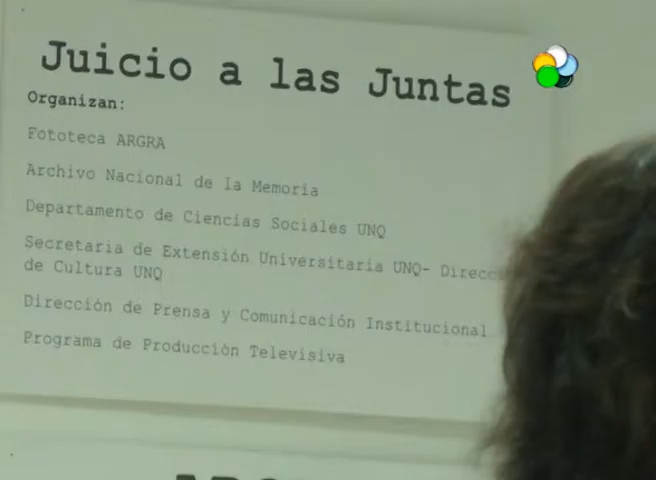 Juicio a las Juntas
Organizan:
Fototeca ARGRA
Archivo Nacional de la Memoria
Departamento de Ciencias Sociales UNQ
Secretaria de Extensión Universitaria UNQ-
de Cultura UNQ
Dirección de Prensa y Comunicación Institucional
Programa de Producción Televisiva